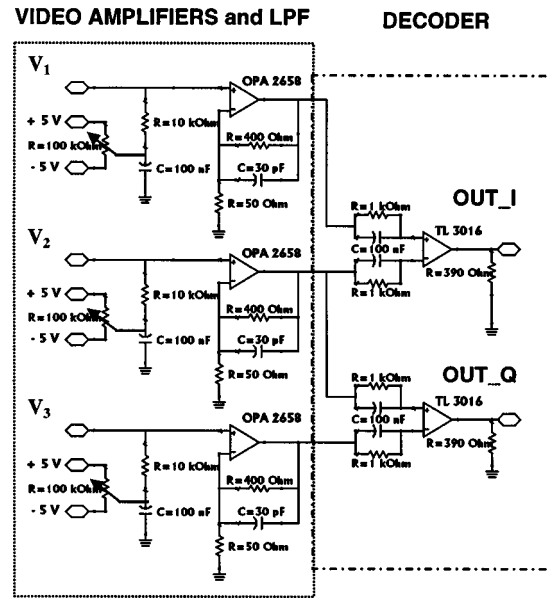 VIDEO AMPLIFIERS and LPF
DECODER
V1
OPA 2658
+ 5 V
R=10 kOhm
R=100 kOhm
R=400 Ohm
- 5 V
C=100 nF
C=30 pF
R=50 Ohm
R=1 kOhm
OUT_I
TL 3016
C=100 nF
R=390 Ohm
R=1 kOhm
V2
OPA 2658
+ 5 V
R=10 kOhm
R=100 kOhm
R=400 Ohm
- 5 V
C=100 nF
C=30 pF
R=50 Ohm
R=1 kOhm
OUT_Q
TL 3016
C=100 nF
R=390 Ohm
R=1 kOhm
V3
OPA 2658
+ 5 V
R=10 kOhm
R=100 kOhm
R=400 Ohm
- 5 V
C=100 nF
C=30 pF
R=50 Ohm